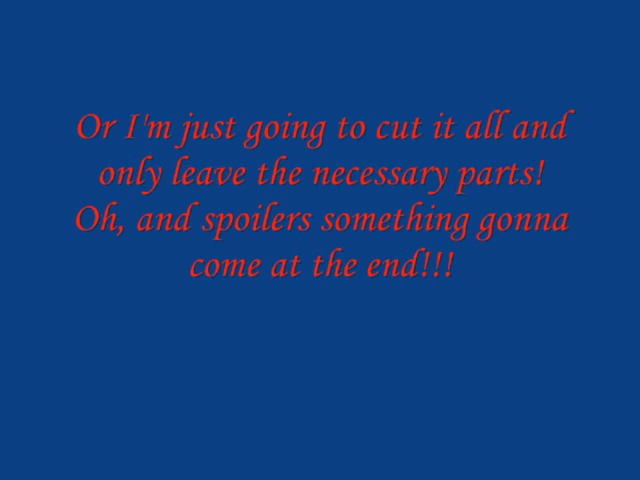 Or I'm just going to cut it all and
only leave the necessary parts!
Oh, and spoilers something gonna
come at the end!!!